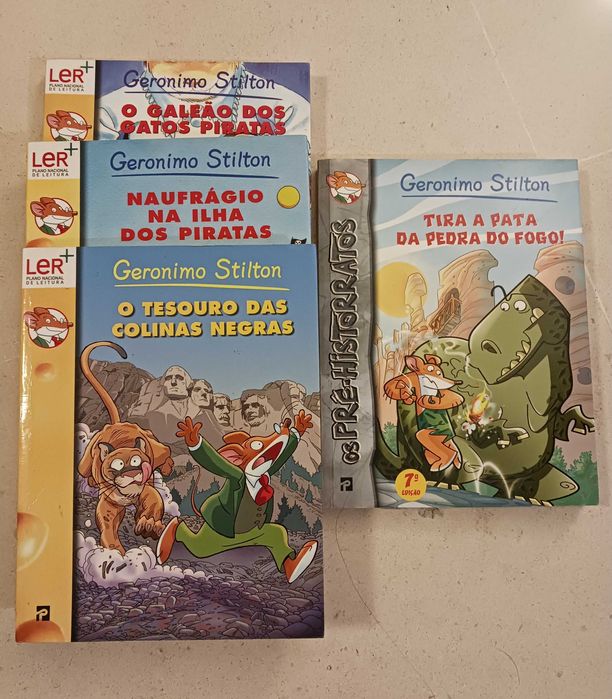 LeR+
PLANO NACIONAL
DE LEITURA
Geronimo Stilton
O GALEÃO DOS
GATOS PIRATAS
LeR+
PLANO NACIONAL
DE LEITURA
Geronimo Stilton
NAUFRÁGIO
NA ILHA
DOS PIRATAS
LeR+
PLANO NACIONAL
DE LEITURA
Geronimo Stilton
O TESOURO DAS
COLINAS NEGRAS
OS PRÉ-HISTORRATOS
Geronimo Stilton
TIRA A PATA
DA PEDRA DO FOGO!
7ª
EDIÇÃO